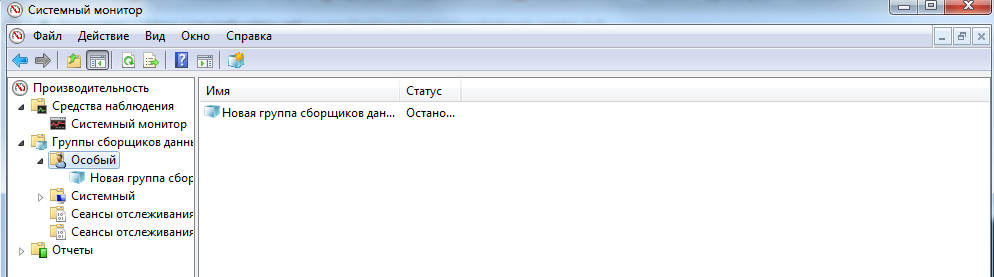 Системный монитор
Файл Действие Вид Окно Справка
Производительность
Средства наблюдения
Системный монитор
Группы сборщиков данны
Особый
Новая группа сбор
Системный
Сеансы отслеживания
Сеансы отслеживания
Отчеты
Имя Статус
Новая группа сборщиков дан... Остано...